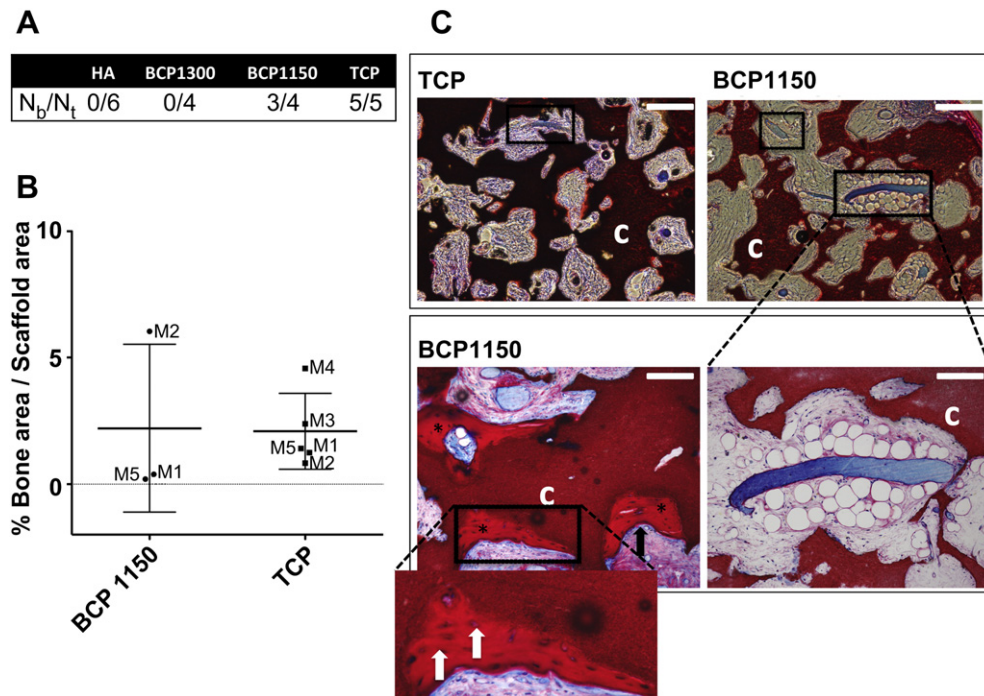 A
HA BCP1300 BCP1150 TCP
Nb/Nt 0/6 0/4 3/4 5/5
B
% Bone area / Scaffold area
10
5
0
M2
M5 M1
M4
M3
M5 M1
M2
BCP 1150
TCP
C
TCP
BCP1150
c
c
BCP1150
*
c
*
*
c